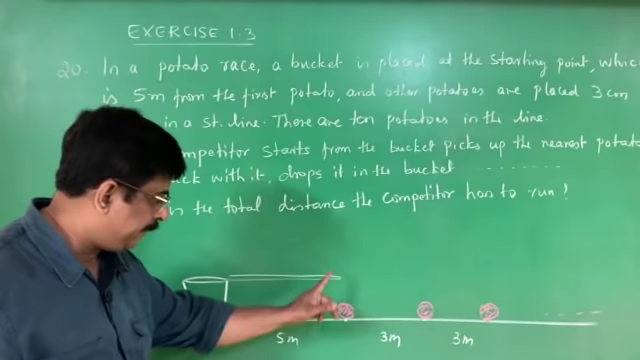 EXERCISE 1.3
20. In a potato race, a bucket is placed at the starting point, which
is 5m from the first potato, and other potatoes are placed 3 cm
in a st. line. There are ten potatoes in the line.
competitor starts from the bucket picks up the nearest potato
with it, drops it in the bucket ........
is the total distance the competitor has to run?
5m 3m 3m